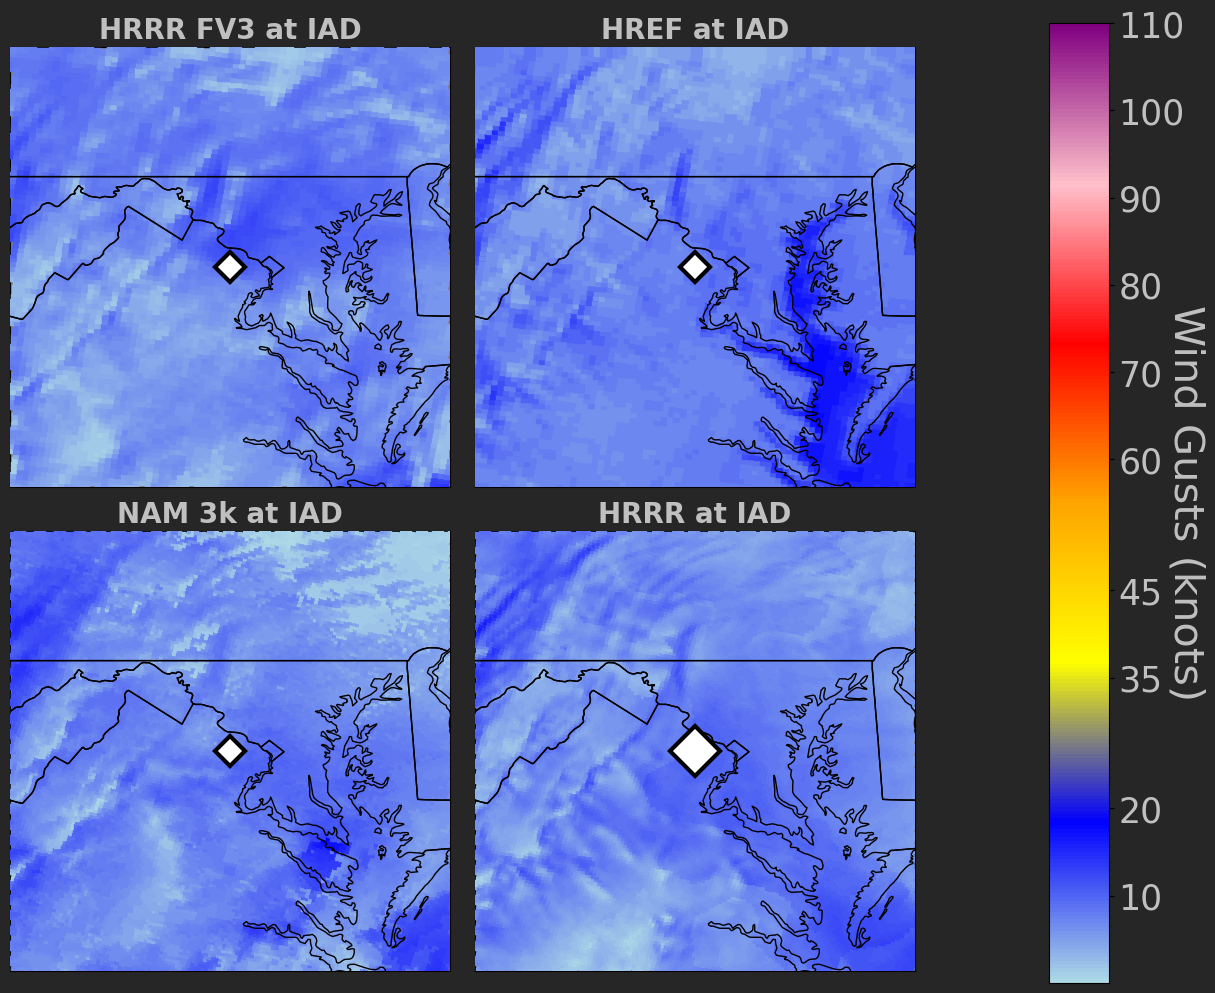 HRRR FV3 at IAD
HREF at IAD
NAM 3k at IAD
HRRR at IAD
110
100
90
80
70
60
45
35
20
10
Wind Gusts (knots)